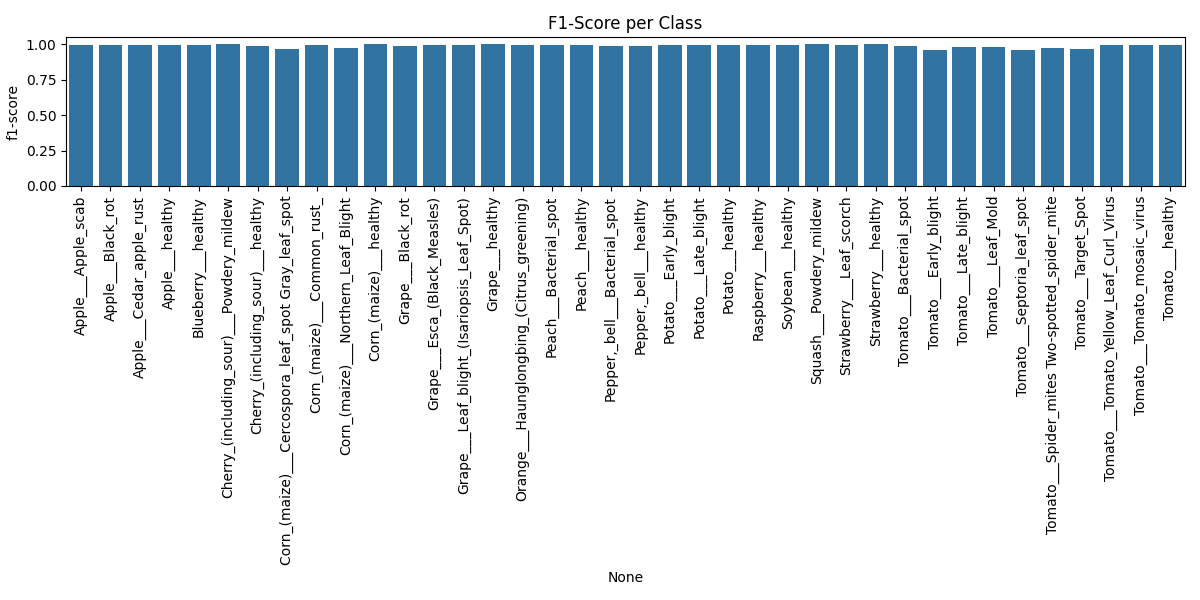 F1-Score per Class
f1-score
1.00
0.75
0.50
0.25
0.00
Apple___Apple_scab
Apple___Black_rot
Apple___Cedar_apple_rust
Apple___healthy
Blueberry___healthy
Cherry_(including_sour)___Powdery_mildew
Cherry_(including_sour)___healthy
Corn_(maize)___Cercospora_leaf_spot Gray_leaf_spot
Corn_(maize)___Common_rust_
Corn_(maize)___Northern_Leaf_Blight
Corn_(maize)___healthy
Grape___Black_rot
Grape___Esca_(Black_Measles)
Grape___Leaf_blight_(Isariopsis_Leaf_Spot)
Grape___healthy
Orange___Haunglongbing_(Citrus_greening)
Peach___Bacterial_spot
Peach___healthy
Pepper,_bell___Bacterial_spot
Pepper,_bell___healthy
Potato___Early_blight
Potato___Late_blight
Potato___healthy
Raspberry___healthy
Soybean___healthy
Squash___Powdery_mildew
Strawberry___Leaf_scorch
Strawberry___healthy
Tomato___Bacterial_spot
Tomato___Early_blight
Tomato___Late_blight
Tomato___Leaf_Mold
Tomato___Septoria_leaf_spot
Tomato___Spider_mites Two-spotted_spider_mite
Tomato___Target_Spot
Tomato___Tomato_Yellow_Leaf_Curl_Virus
Tomato___Tomato_mosaic_virus
Tomato___healthy
None